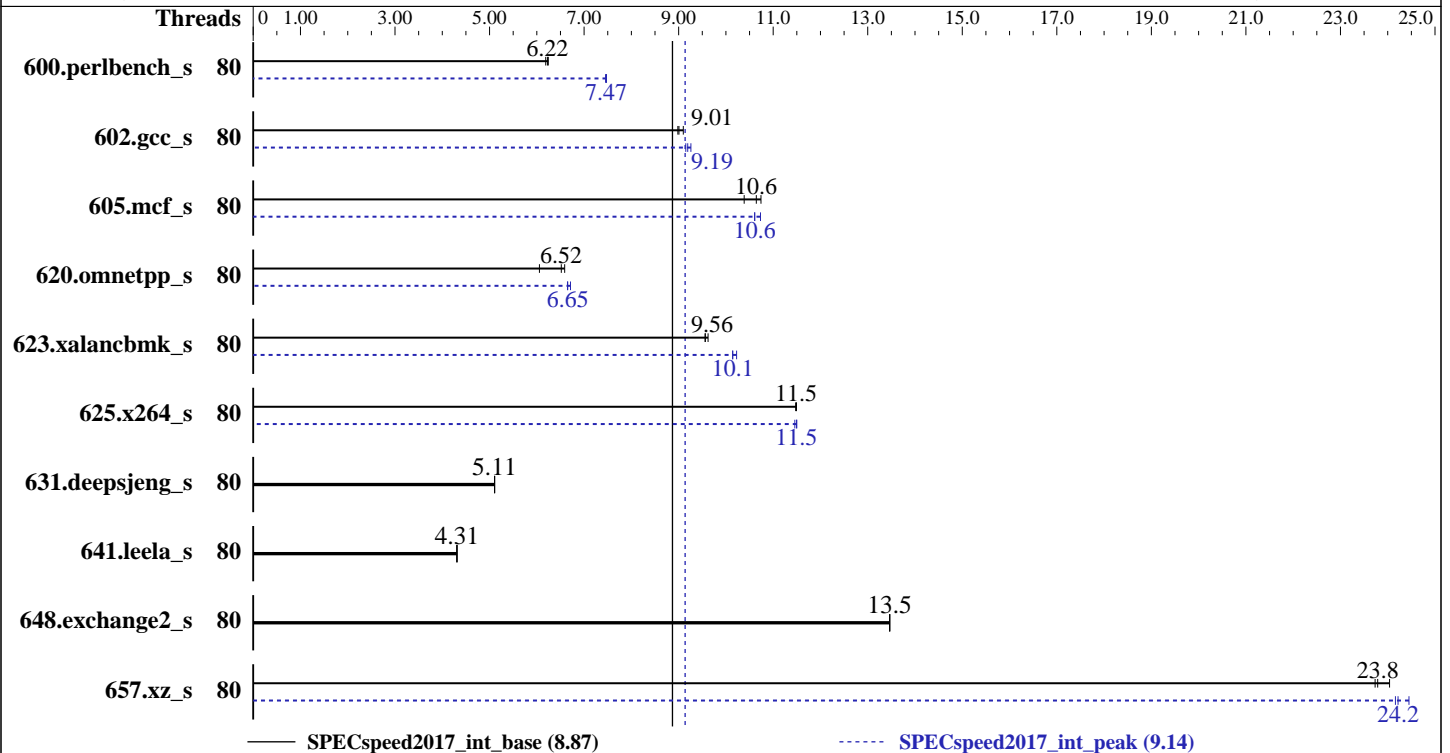 Threads 0 1.00 3.00 5.00 7.00 9.00 11.0 13.0 15.0 17.0 19.0 21.0 23.0 25.0
600.perlbench_s 80 6.22
7.47
602.gcc_s 80 9.01
9.19
605.mcf_s 80 10.6
10.6
620.omnetpp_s 80 6.52
6.65
623.xalancbmk_s 80 9.56
10.1
625.x264_s 80 11.5
11.5
631.deepsjeng_s 80 5.11
641.leela_s 80 4.31
648.exchange2_s 80 13.5
657.xz_s 80 23.8
24.2
SPECspeed2017_int_base (8.87) SPECspeed2017_int_peak (9.14)